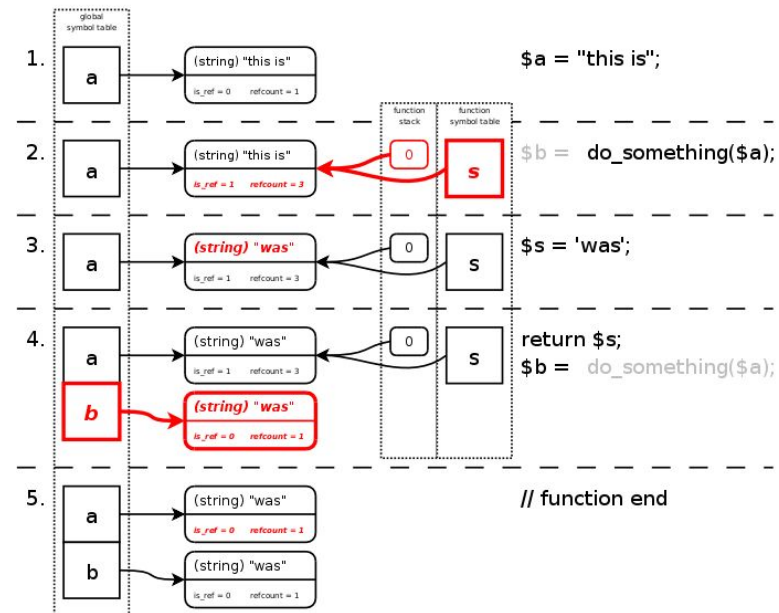 global
symbol table
1.
a
(string) "this is"
is_ref = 0 refcount = 1
$a = "this is";
function
stack
function
symbol table
2.
a
(string) "this is"
is_ref = 1 refcount = 3
0
s
$b = do_something($a);
3.
a
(string) "was"
is_ref = 1 refcount = 3
0
s
$s = 'was';
4.
a
(string) "was"
is_ref = 1 refcount = 3
0
s
return $s;
$b = do_something($a);
b
(string) "was"
is_ref = 0 refcount = 1
5.
a
(string) "was"
is_ref = 0 refcount = 1
// function end
b
(string) "was"
is_ref = 0 refcount = 1